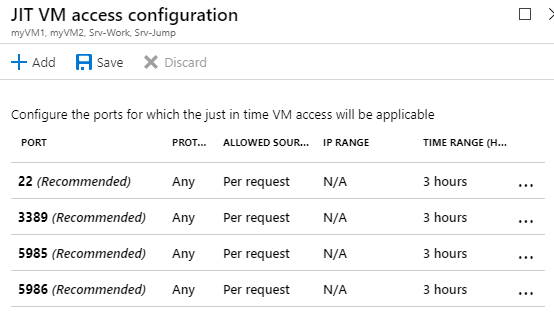 JIT VM access configuration
myVM1, myVM2, Srv-Work, Srv-Jump
Add Save Discard
Configure the ports for which the just in time VM access will be applicable
PORT PROT... ALLOWED SOUR... IP RANGE TIME RANGE (H...
22 (Recommended) Any Per request N/A 3 hours ...
3389 (Recommended) Any Per request N/A 3 hours ...
5985 (Recommended) Any Per request N/A 3 hours ...
5986 (Recommended) Any Per request N/A 3 hours ...